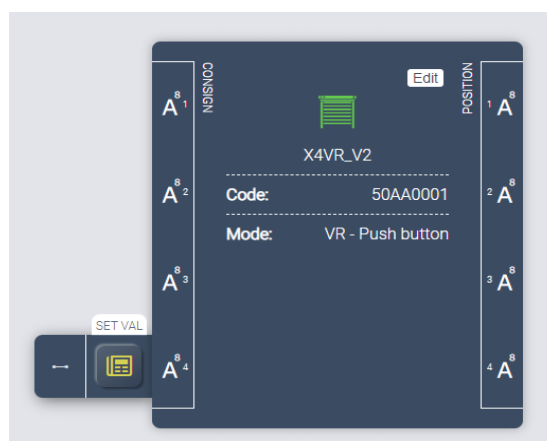 CONSIGN
Edit
POSITION
A⁸ 1
1 A⁸
X4VR_V2
A⁸ 2
Code: 50AA0001
2 A⁸
Mode: VR - Push button
A⁸ 3
3 A⁸
SET VAL
A⁸ 4
4 A⁸